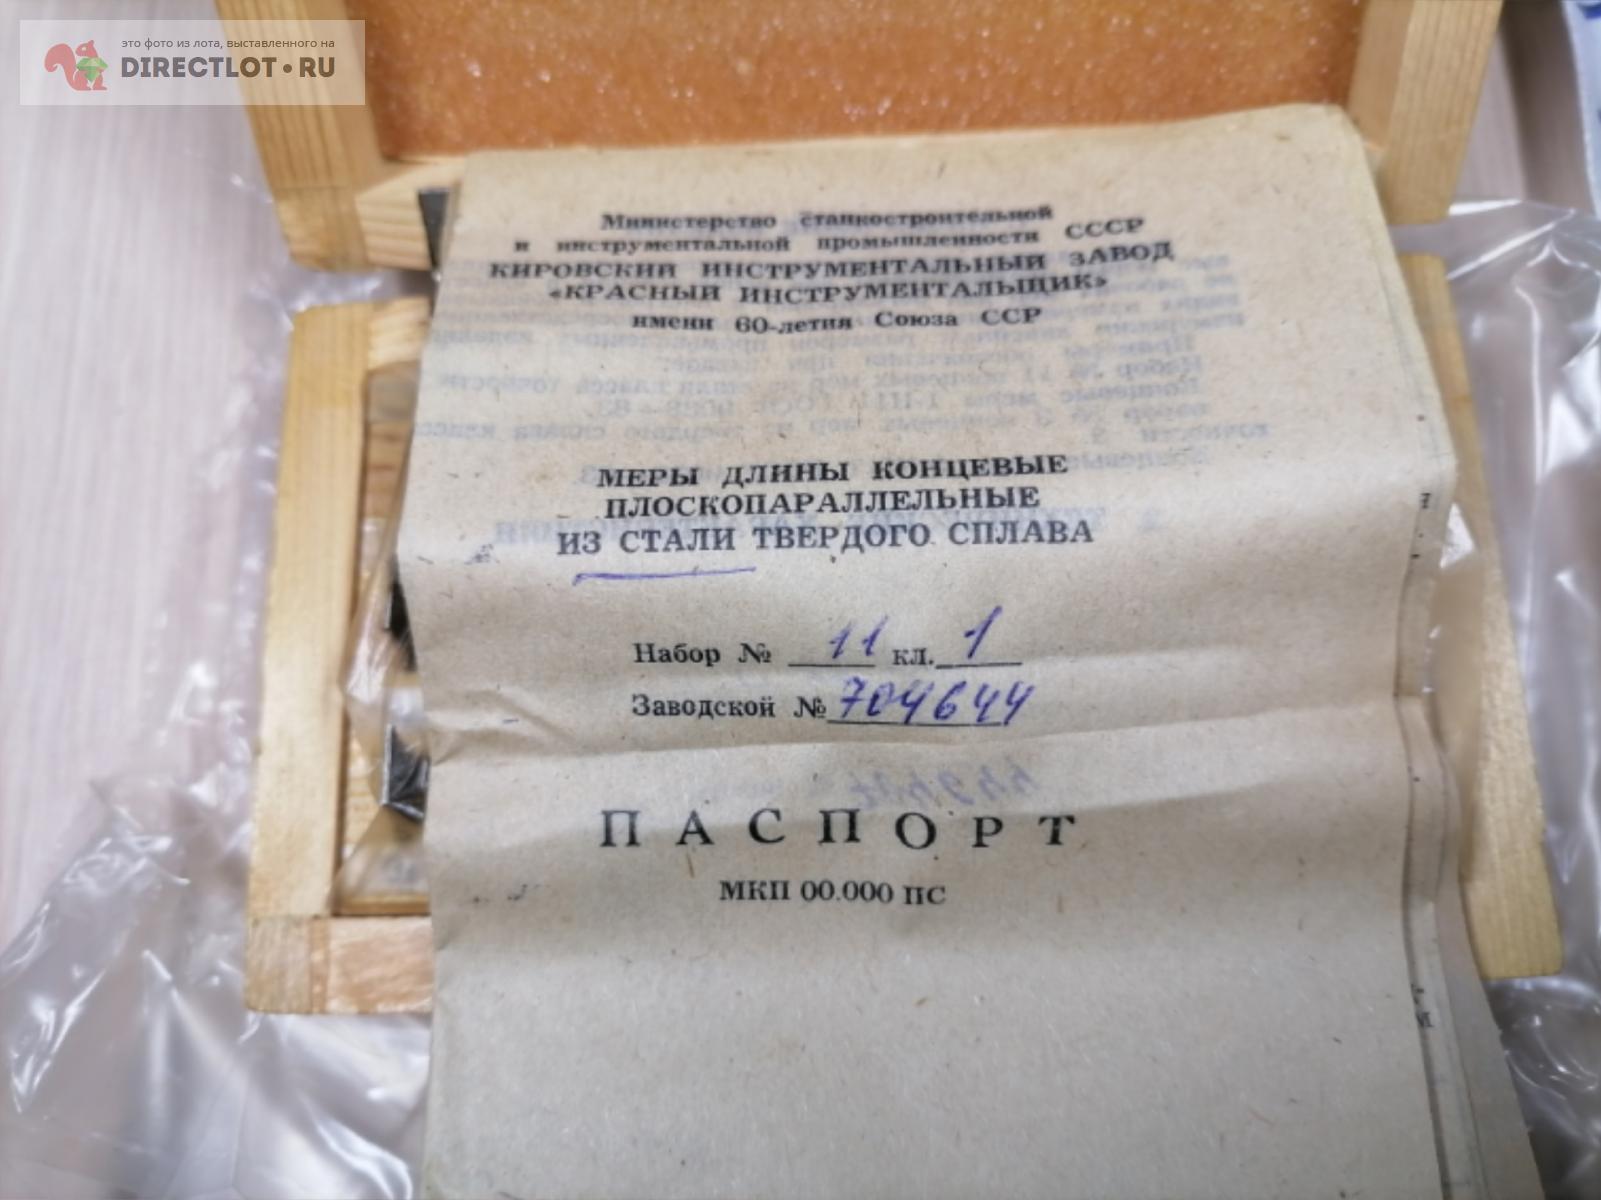 это фото из лота, выставленного на
DIRECTLOT.RU
Министерство станкостроительной
и инструментальной промышленности СССР
КИРОВСКИЙ ИНСТРУМЕНТАЛЬНЫЙ ЗАВОД
«КРАСНЫЙ ИНСТРУМЕНТАЛЬЩИК»
имени 60-летия Союза ССР
МЕРЫ ДЛИНЫ КОНЦЕВЫЕ
ПЛОСКОПАРАЛЛЕЛЬНЫЕ
ИЗ СТАЛИ ТВЕРДОГО СПЛАВА
Набор № 11 кл. 1
Заводской № 704644
ПАСПОРТ
МКП 00.000 ПС